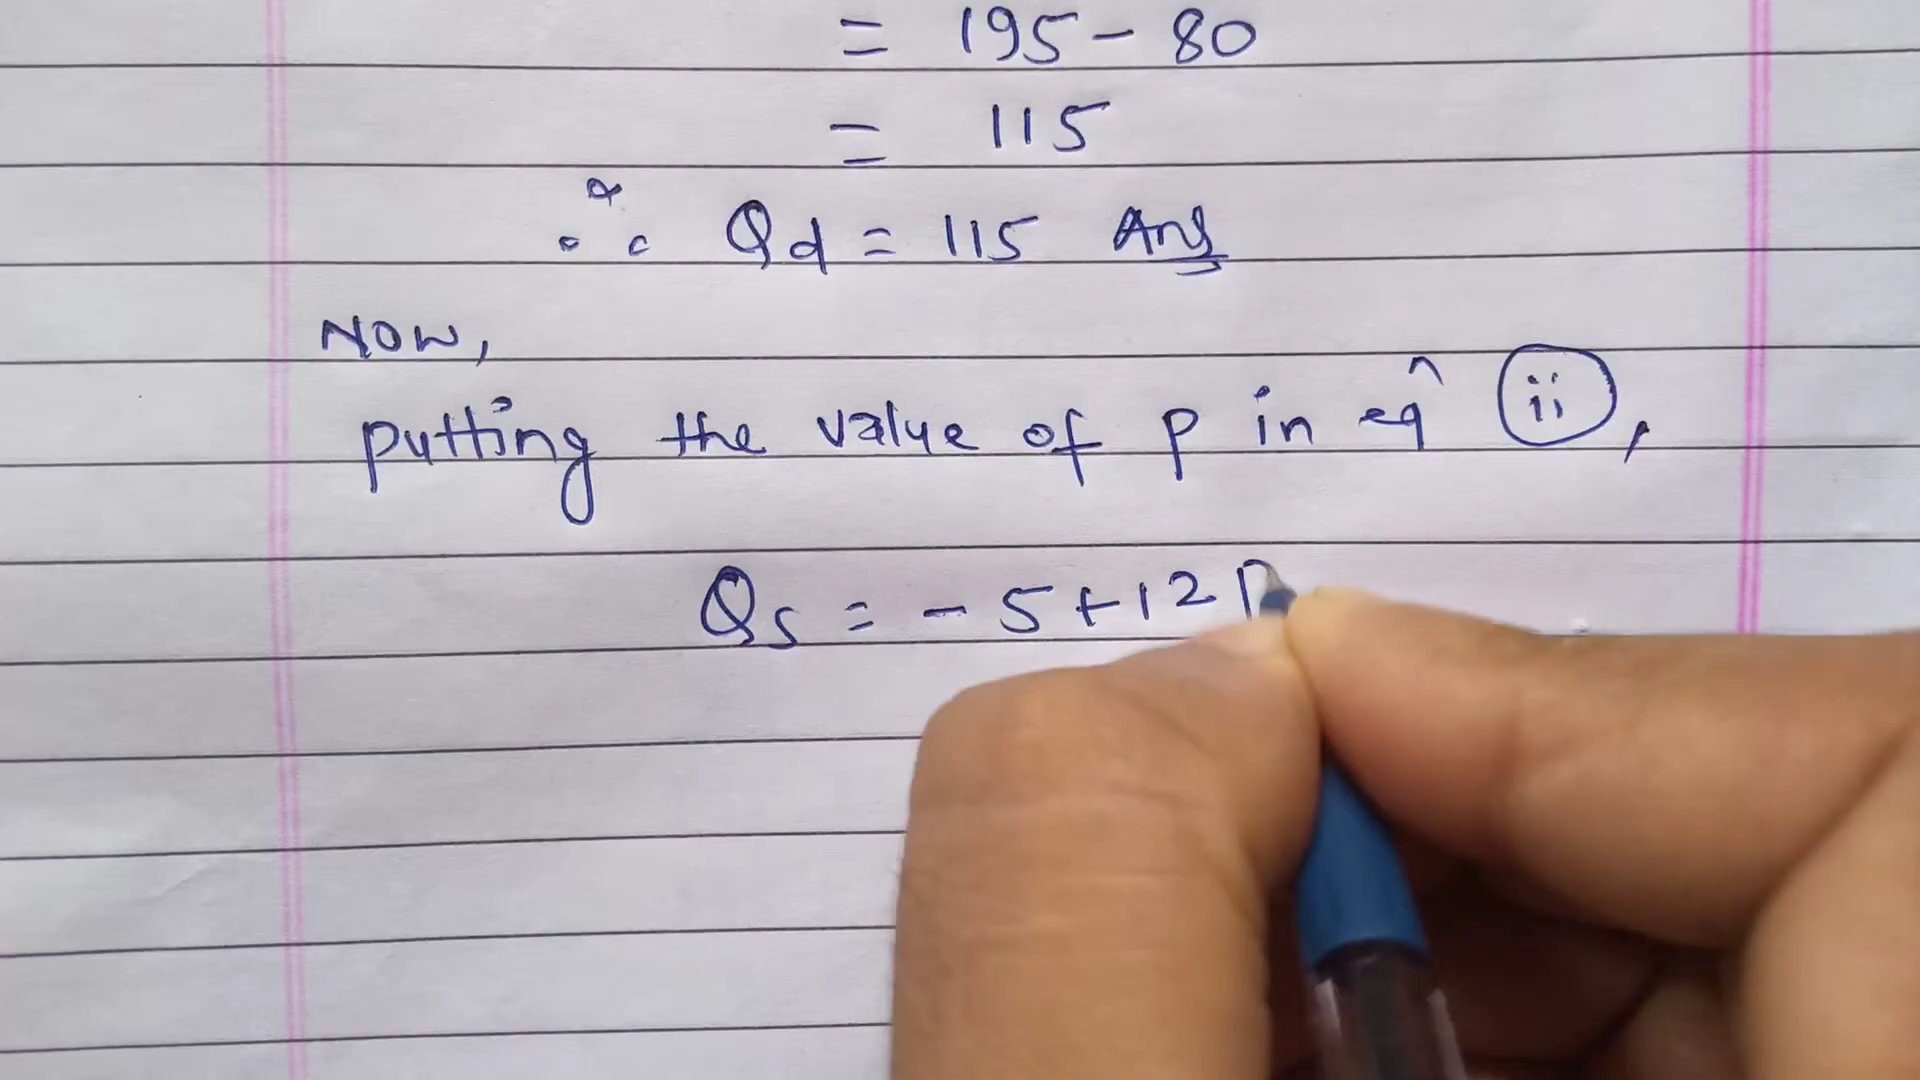 = 195 - 80
= 115
∴ Qd = 115 Ans
Now,
putting the value of p in eqⁿ (ii),
Qs = - 5 + 12 P